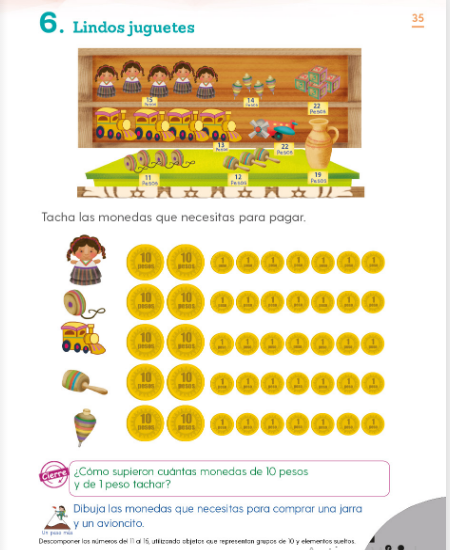 35
6. Lindos juguetes
15
Pesos
14
Pesos
22
Pesos
13
Pesos
22
Pesos
11
Pesos
12
Pesos
19
Pesos
Tacha las monedas que necesitas para pagar.
10 pesos 10 pesos 1 peso 1 peso 1 peso 1 peso 1 peso 1 peso 1 peso
10 pesos 10 pesos 1 peso 1 peso 1 peso 1 peso 1 peso 1 peso 1 peso
10 pesos 10 pesos 1 peso 1 peso 1 peso 1 peso 1 peso 1 peso 1 peso
10 pesos 10 pesos 1 peso 1 peso 1 peso 1 peso 1 peso 1 peso 1 peso
10 pesos 10 pesos 1 peso 1 peso 1 peso 1 peso 1 peso 1 peso 1 peso
Cierre
¿Cómo supieron cuántas monedas de 10 pesos
y de 1 peso tachar?
Un paso más
Dibuja las monedas que necesitas para comprar una jarra
y un avioncito.
Descomponer los números del 11 al 15, utilizando objetos que representan grupos de 10 y elementos sueltos.